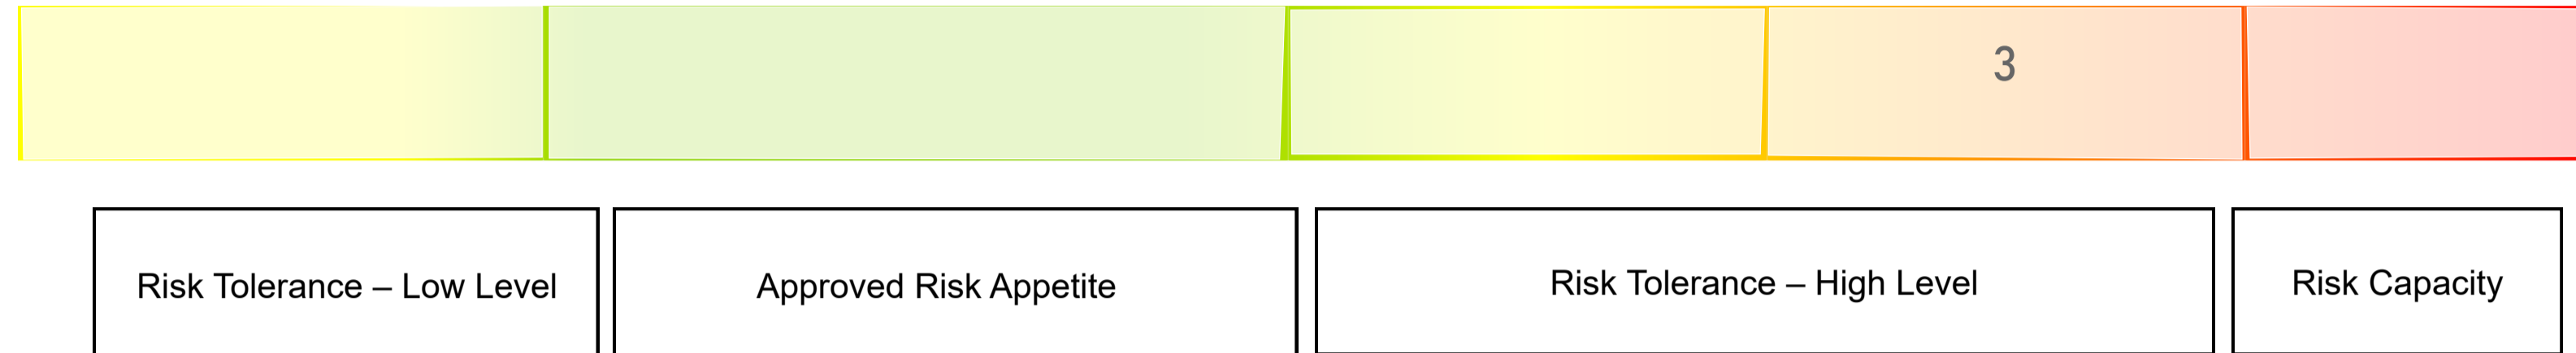 3
Risk Tolerance – Low Level
Approved Risk Appetite
Risk Tolerance – High Level
Risk Capacity